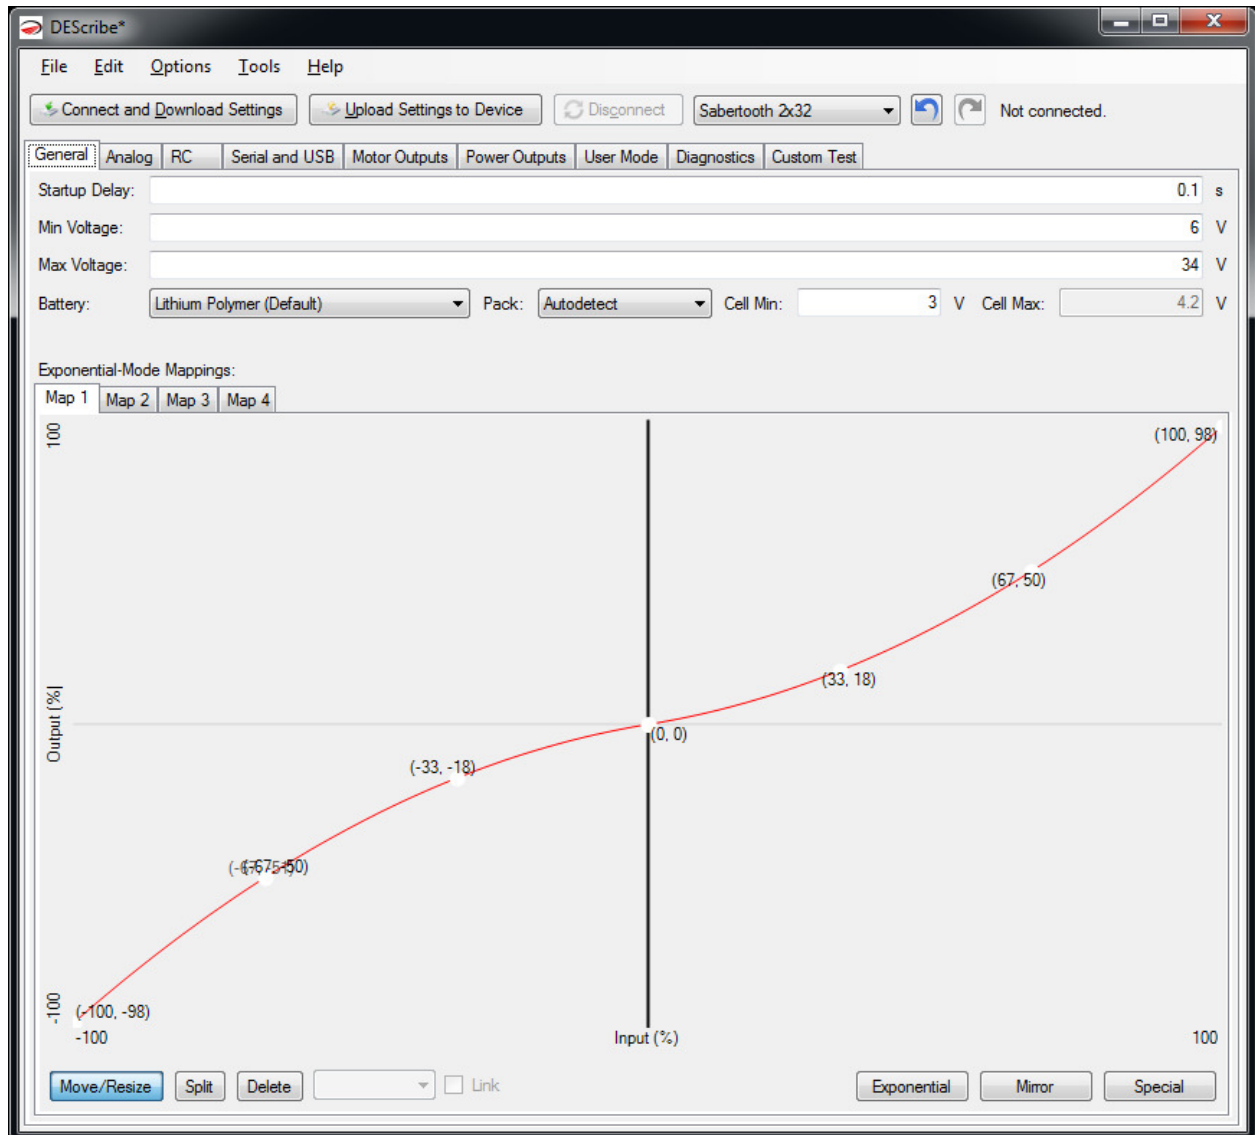 DEScribe*
File Edit Options Tools Help
Connect and Download Settings Upload Settings to Device Disconnect Sabertooth 2x32 Not connected.
General Analog RC Serial and USB Motor Outputs Power Outputs User Mode Diagnostics Custom Test
Startup Delay: 0.1 s
Min Voltage: 6 V
Max Voltage: 34 V
Battery: Lithium Polymer (Default) Pack: Autodetect Cell Min: 3 V Cell Max: 4.2 V
Exponential-Mode Mappings:
Map 1 Map 2 Map 3 Map 4
100
(100, 98)
(67, 50)
(33, 18)
Output (%)
(0, 0)
(-33, -18)
(-67, -50)
-100
(-100, -98)
-100 Input (%) 100
Move/Resize Split Delete Link Exponential Mirror Special